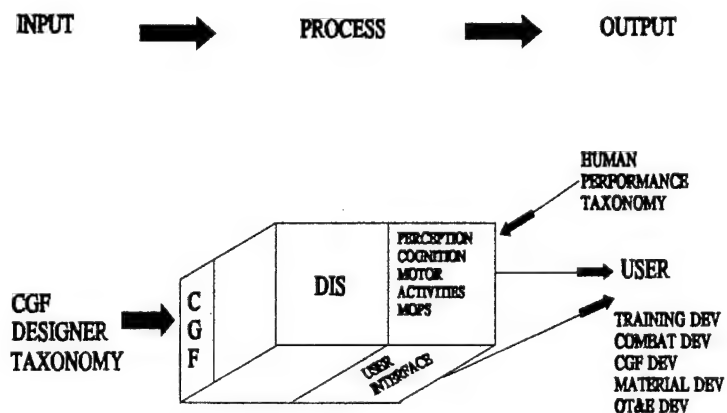 INPUT
PROCESS
OUTPUT
HUMAN
PERFORMANCE
TAXONOMY
PERCEPTION
COGNITION
MOTOR
ACTIVITIES
MOPS
DIS
CGF
USER
INTERFACE
CGF
DESIGNER
TAXONOMY
USER
TRAINING DEV
COMBAT DEV
CGF DEV
MATERIAL DEV
OT&E DEV